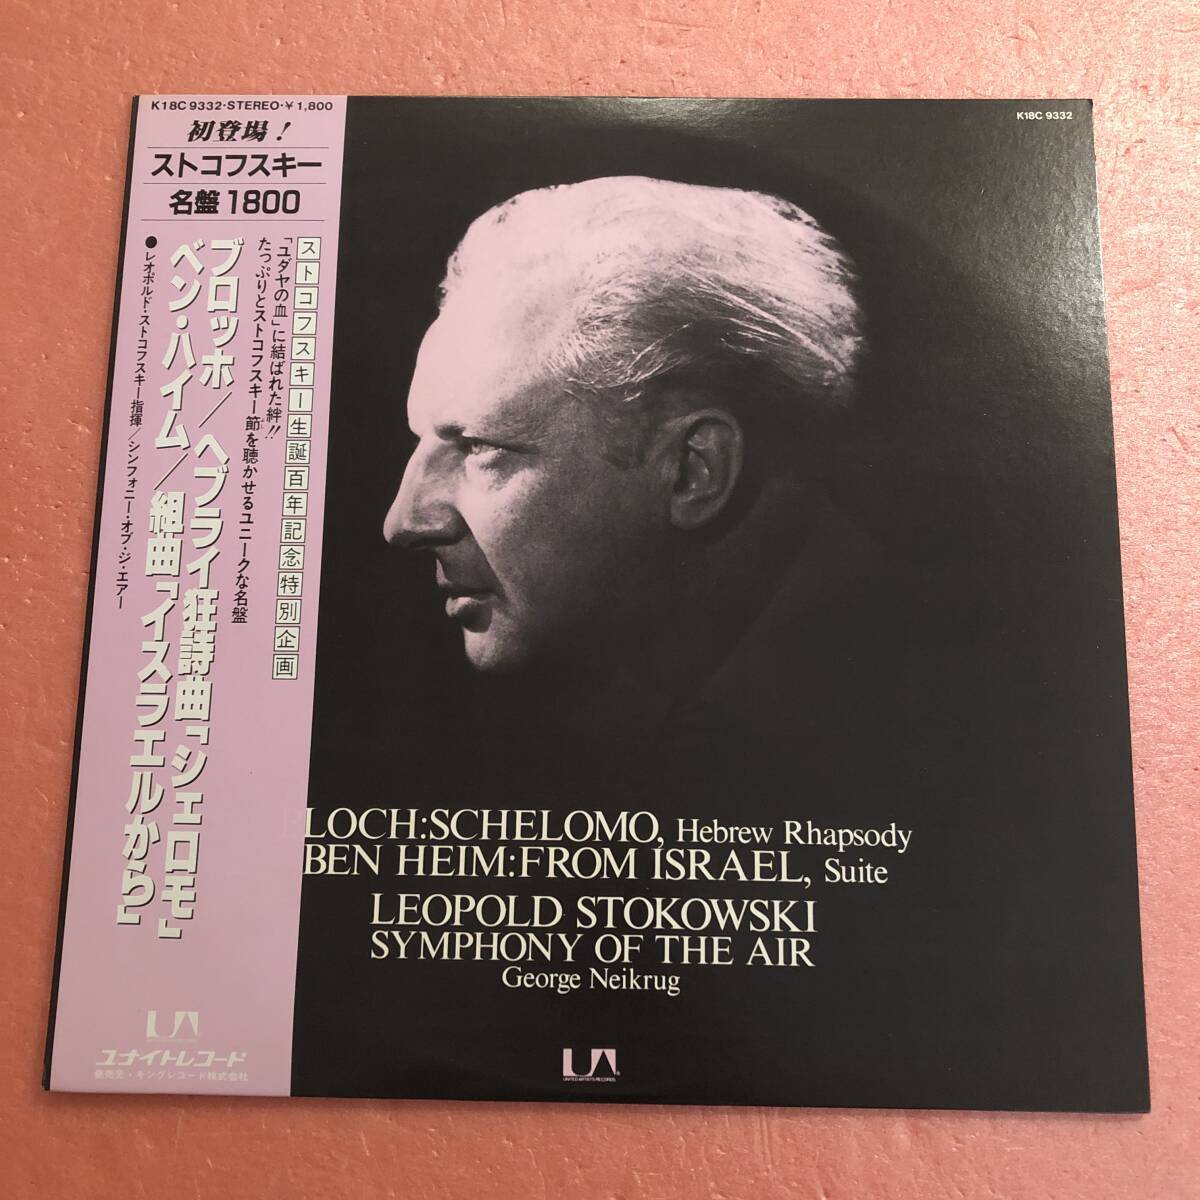 K18C 9332・STEREO・¥1,800
初登場！
ストコフスキー
名盤1800
ストコフスキー生誕百年記念特別企画
「ユダヤの血」に結ばれた絆!!
たっぷりとストコフスキー節を聴かせるユニークな名盤
ブロッホ／ヘブライ狂詩曲「シェロモ」
ベン・ハイム／組曲「イスラエルから」
●レオポルド・ストコフスキー指揮／シンフォニー・オブ・ジ・エアー
UA
ユナイトレコード
発売元・キングレコード株式会社
K18C 9332
LOCH:SCHELOMO, Hebrew Rhapsody
BEN HEIM:FROM ISRAEL, Suite
LEOPOLD STOKOWSKI
SYMPHONY OF THE AIR
George Neikrug
UA
UNITED ARTISTS RECORDS